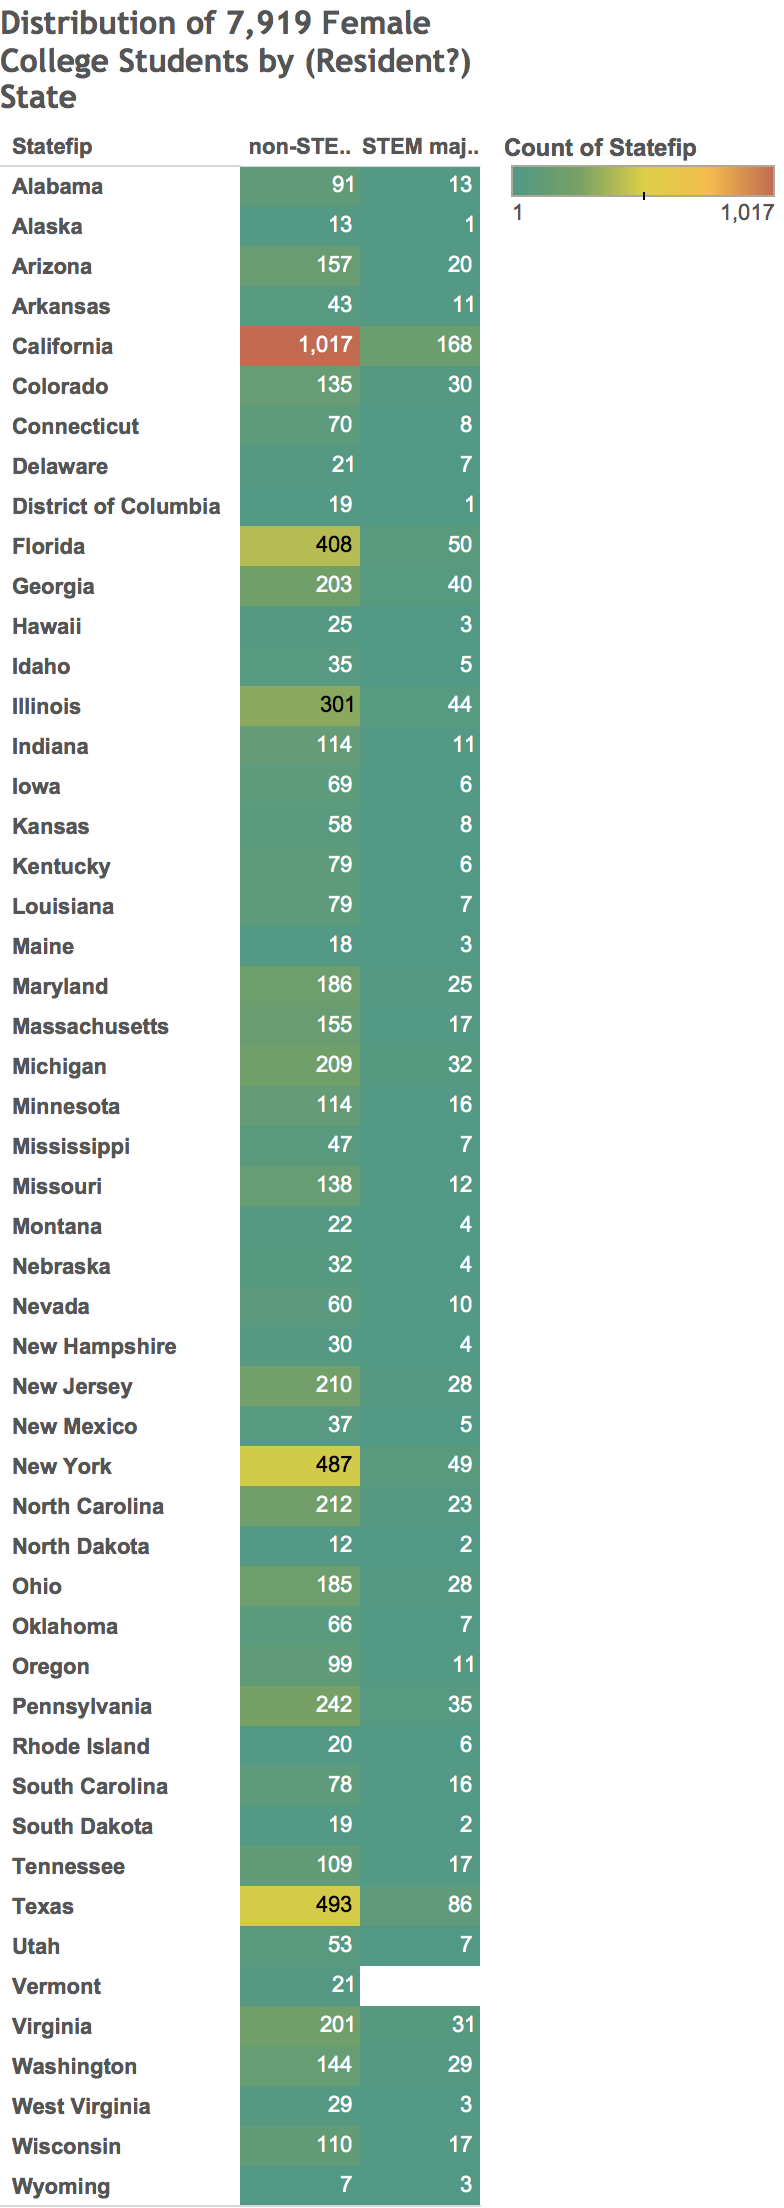 Distribution of 7,919 Female
College Students by (Resident?)
State
Statefip non-STE.. STEM maj.. Count of Statefip
1 1,017
Alabama 91 13
Alaska 13 1
Arizona 157 20
Arkansas 43 11
California 1,017 168
Colorado 135 30
Connecticut 70 8
Delaware 21 7
District of Columbia 19 1
Florida 408 50
Georgia 203 40
Hawaii 25 3
Idaho 35 5
Illinois 301 44
Indiana 114 11
Iowa 69 6
Kansas 58 8
Kentucky 79 6
Louisiana 79 7
Maine 18 3
Maryland 186 25
Massachusetts 155 17
Michigan 209 32
Minnesota 114 16
Mississippi 47 7
Missouri 138 12
Montana 22 4
Nebraska 32 4
Nevada 60 10
New Hampshire 30 4
New Jersey 210 28
New Mexico 37 5
New York 487 49
North Carolina 212 23
North Dakota 12 2
Ohio 185 28
Oklahoma 66 7
Oregon 99 11
Pennsylvania 242 35
Rhode Island 20 6
South Carolina 78 16
South Dakota 19 2
Tennessee 109 17
Texas 493 86
Utah 53 7
Vermont 21
Virginia 201 31
Washington 144 29
West Virginia 29 3
Wisconsin 110 17
Wyoming 7 3